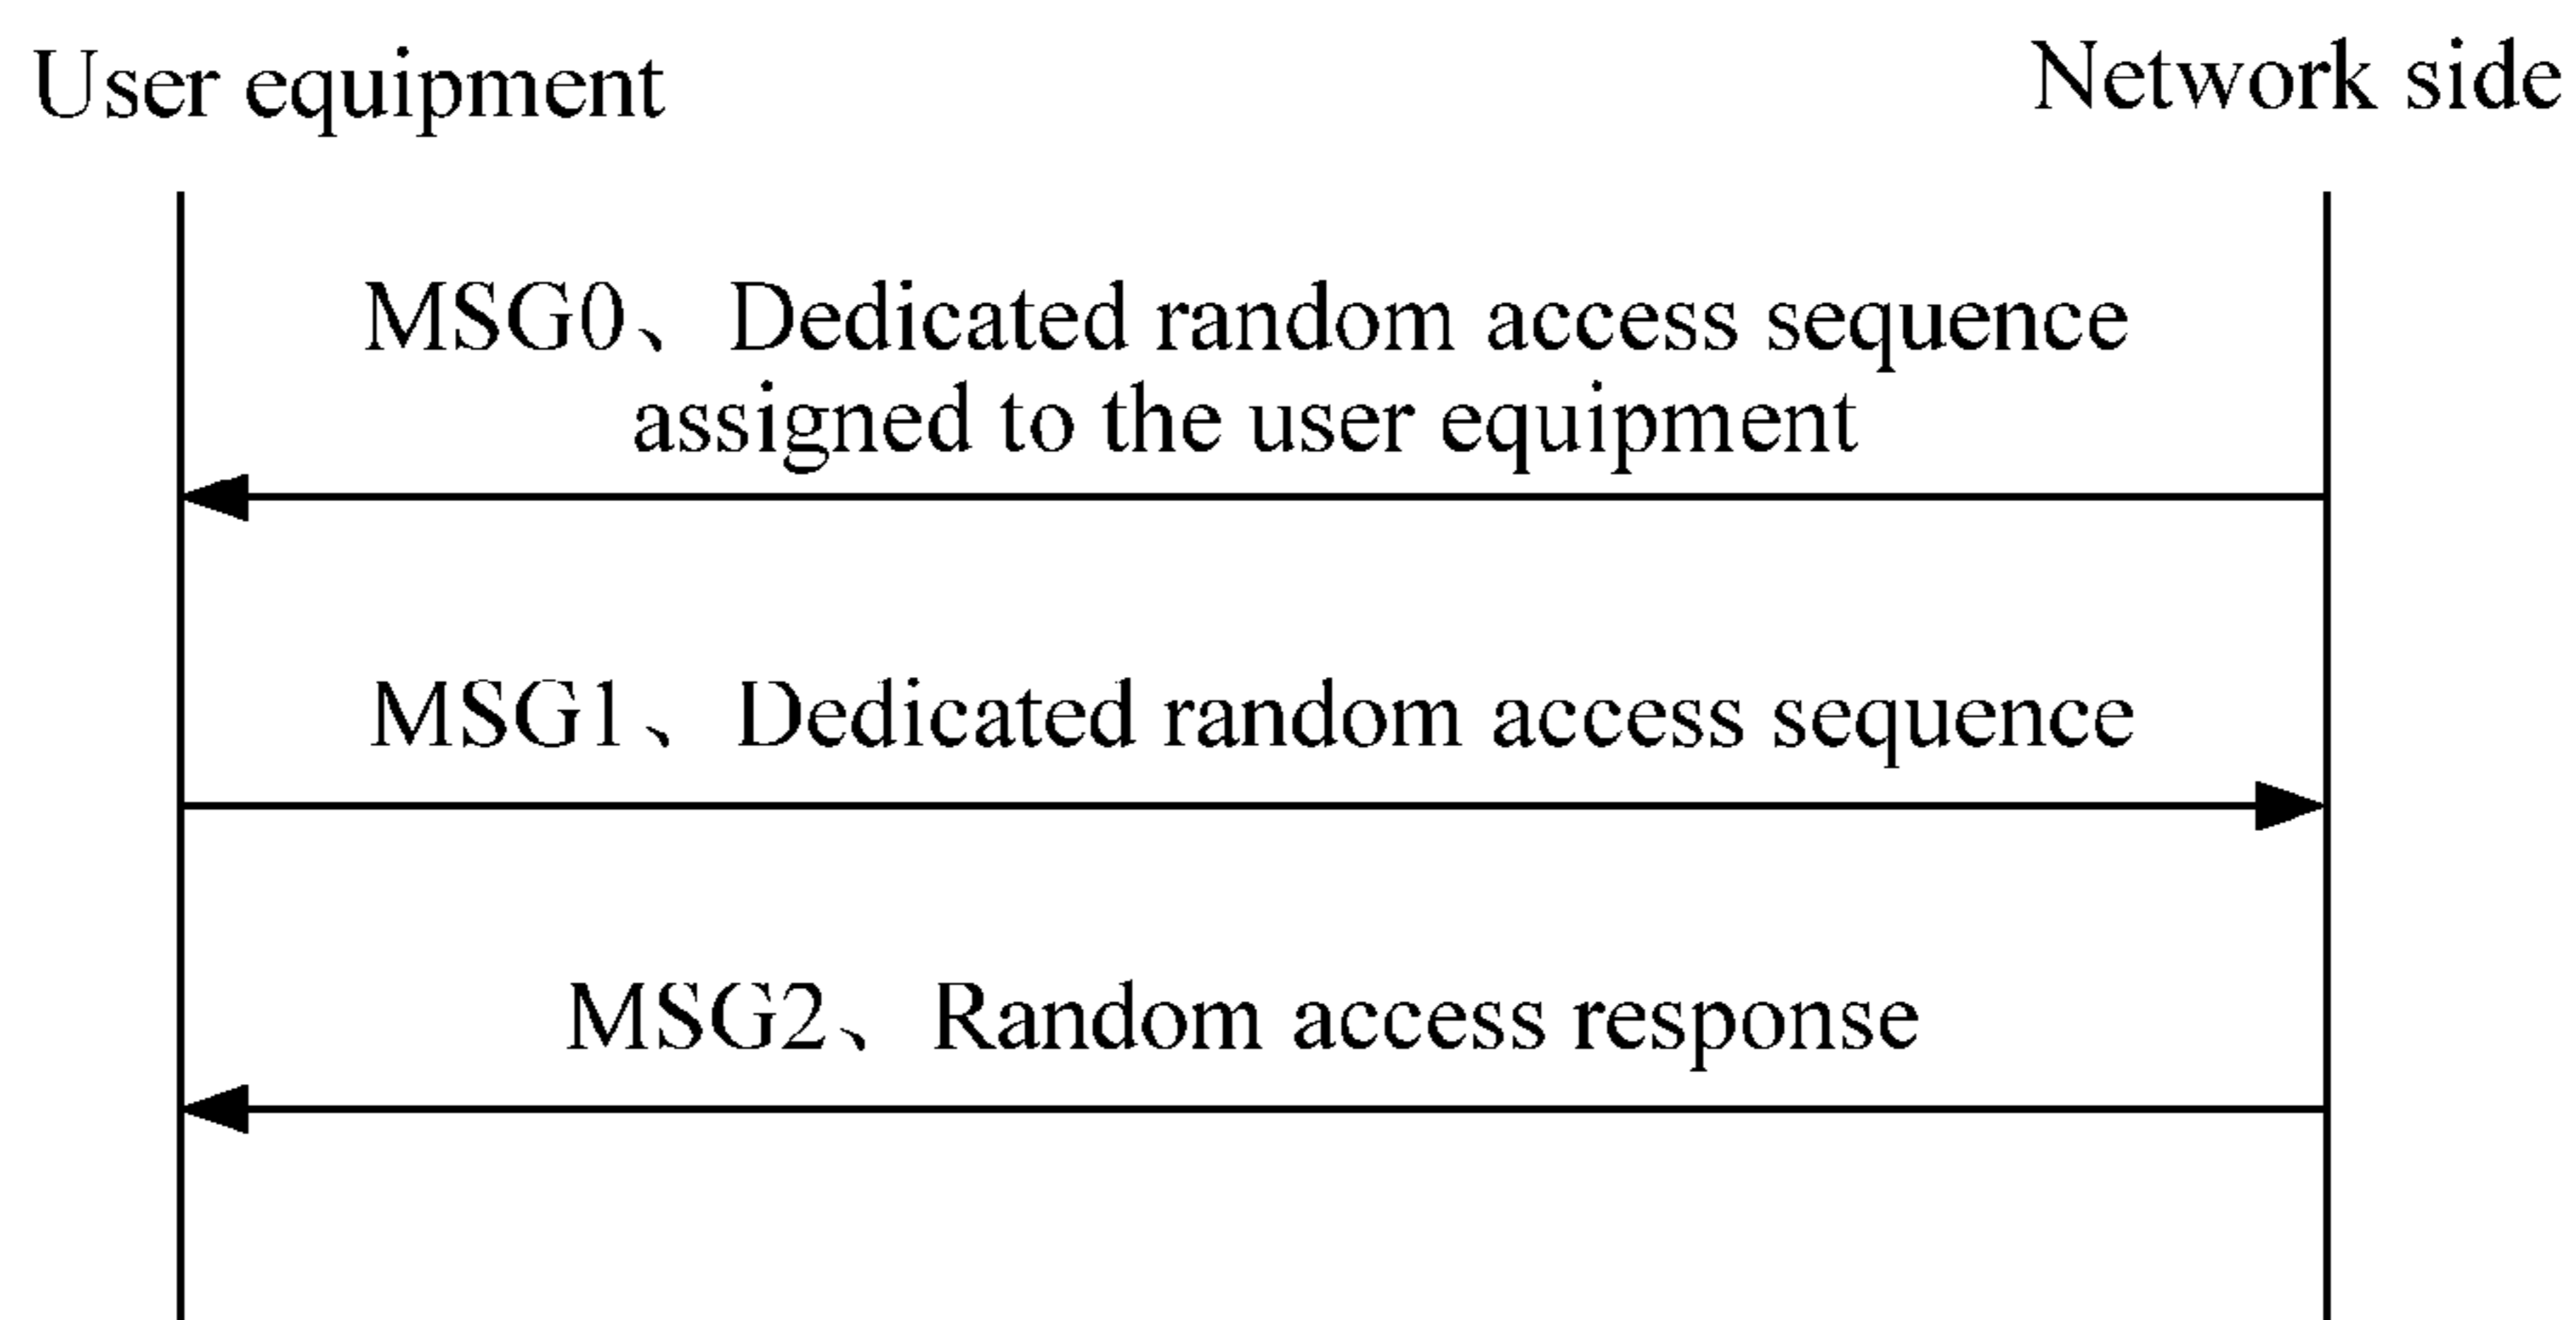 User equipment
Network side
MSG0、Dedicated random access sequence
assigned to the user equipment
MSG1、Dedicated random access sequence
MSG2、Random access response